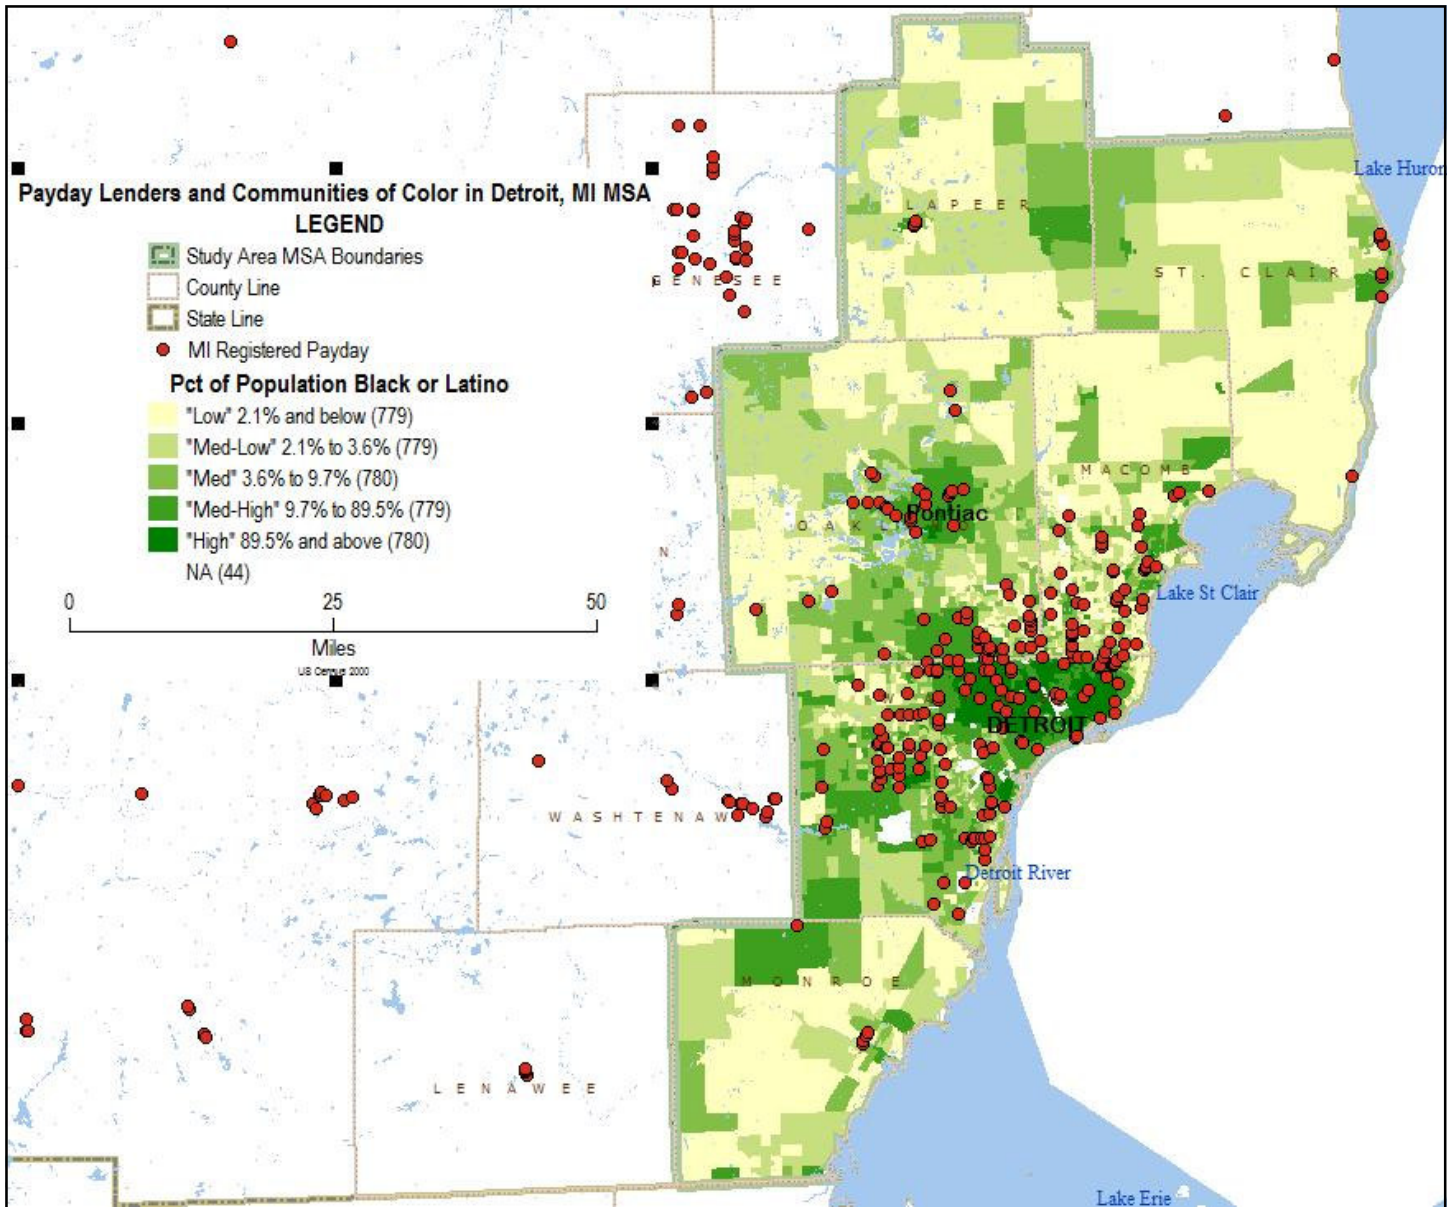 Payday Lenders and Communities of Color in Detroit, MI MSA
LEGEND
Study Area MSA Boundaries
County Line
State Line
MI Registered Payday
Pct of Population Black or Latino
"Low" 2.1% and below (779)
"Med-Low" 2.1% to 3.6% (779)
"Med" 3.6% to 9.7% (780)
"Med-High" 9.7% to 89.5% (779)
"High" 89.5% and above (780)
NA (44)
0 25 50
Miles
US Census 2000
Lake Huron
LAPEER
ST. CLAIR
GENESEE
MACOMB
Pontiac
OAKLAND
N
Lake St Clair
DETROIT
WASHTENAW
Detroit River
MONROE
LENAWEE
Lake Erie